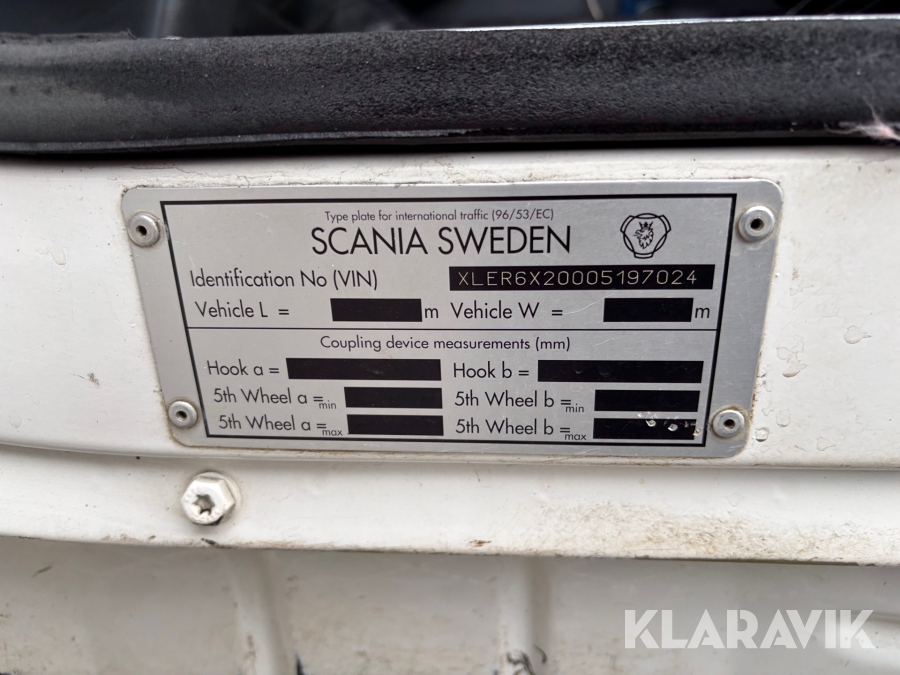 Type plate for international traffic (96/53/EC)
SCANIA SWEDEN
Identification No (VIN) XLER6X20005197024
Vehicle L = m Vehicle W = m
Coupling device measurements (mm)
Hook a = Hook b =
5th Wheel a = min 5th Wheel b = min
5th Wheel a = max 5th Wheel b = max
KLARAVIK